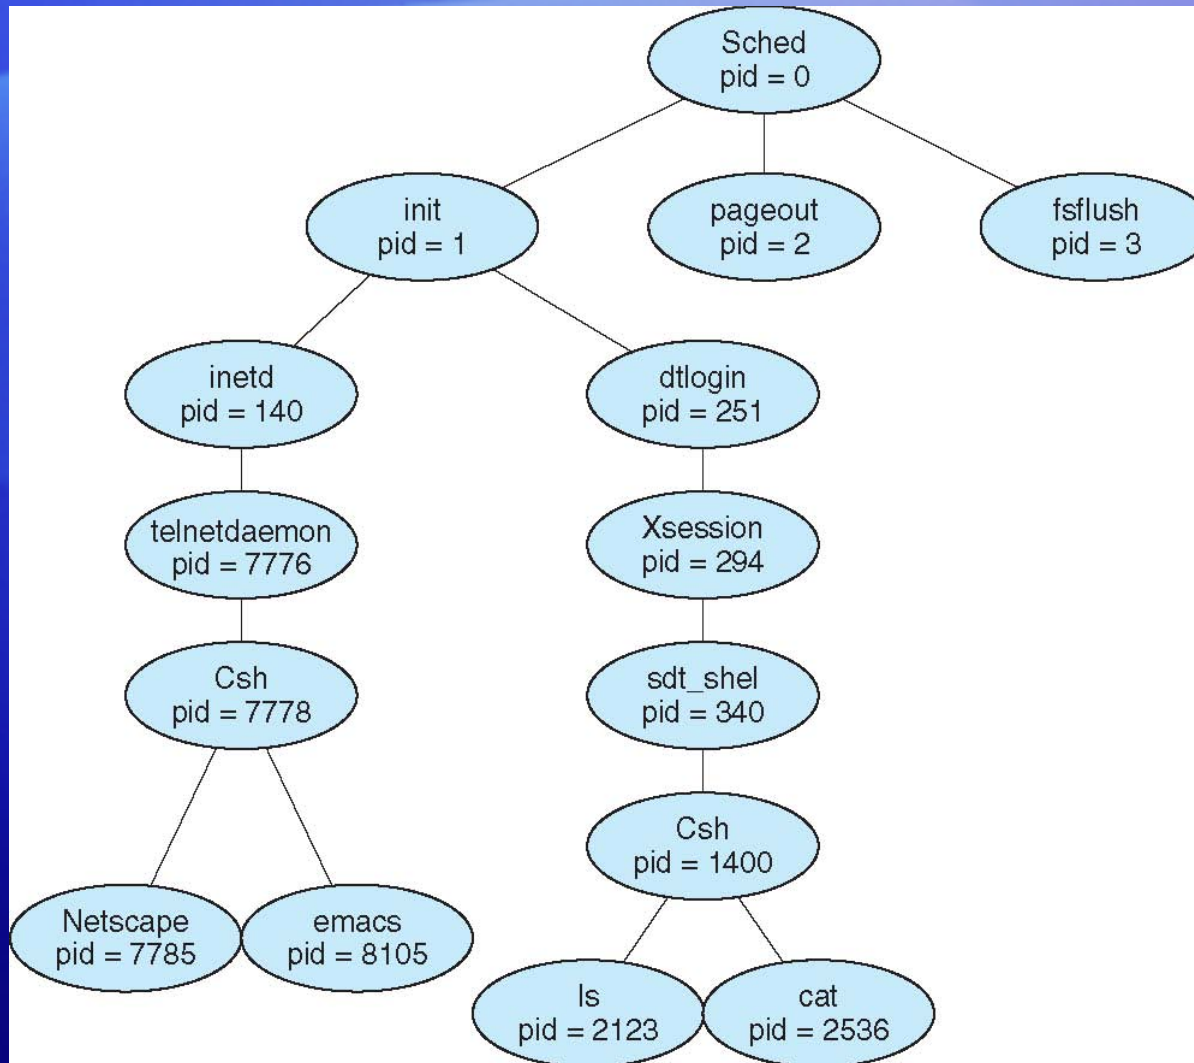 Sched
pid = 0
init
pid = 1
pageout
pid = 2
fsflush
pid = 3
inetd
pid = 140
dtlogin
pid = 251
telnetdaemon
pid = 7776
Xsession
pid = 294
Csh
pid = 7778
sdt_shel
pid = 340
Csh
pid = 1400
Netscape
pid = 7785
emacs
pid = 8105
ls
pid = 2123
cat
pid = 2536